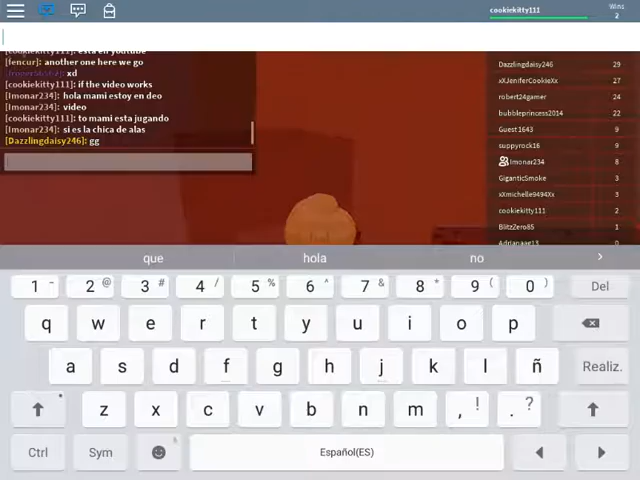 cookiekitty111
Wins
2
[cookiekitty111]: esta en youtube
[fencur]: another one here we go
xd
[cookiekitty111]: if the video works
[lmonar234]: hola mami estoy en deo
[lmonar234]: video
[cookiekitty111]: to mami esta jugando
[lmonar234]: si es la chica de alas
[Dazzlingdaisy246]: gg
Dazzlingdaisy246 29
xXJeniferCookieXx 27
robert24gamer 24
bubbleprincess2014 22
Guest 1643 9
suppyrock16 9
lmonar234 8
GiganticSmoke 3
xXmichelle9494Xx 3
cookiekitty111 2
BlitzZero85 1
Adrianaae13 0
que hola no >
1 - 2 @ 3 # 4 / 5 % 6 ^ 7 & 8 * 9 ( 0 ) Del
q w e r t y u i o p
a s d f g h j k l ñ Realiz.
z x c v b n m , ! . ?
Ctrl Sym Español(ES)